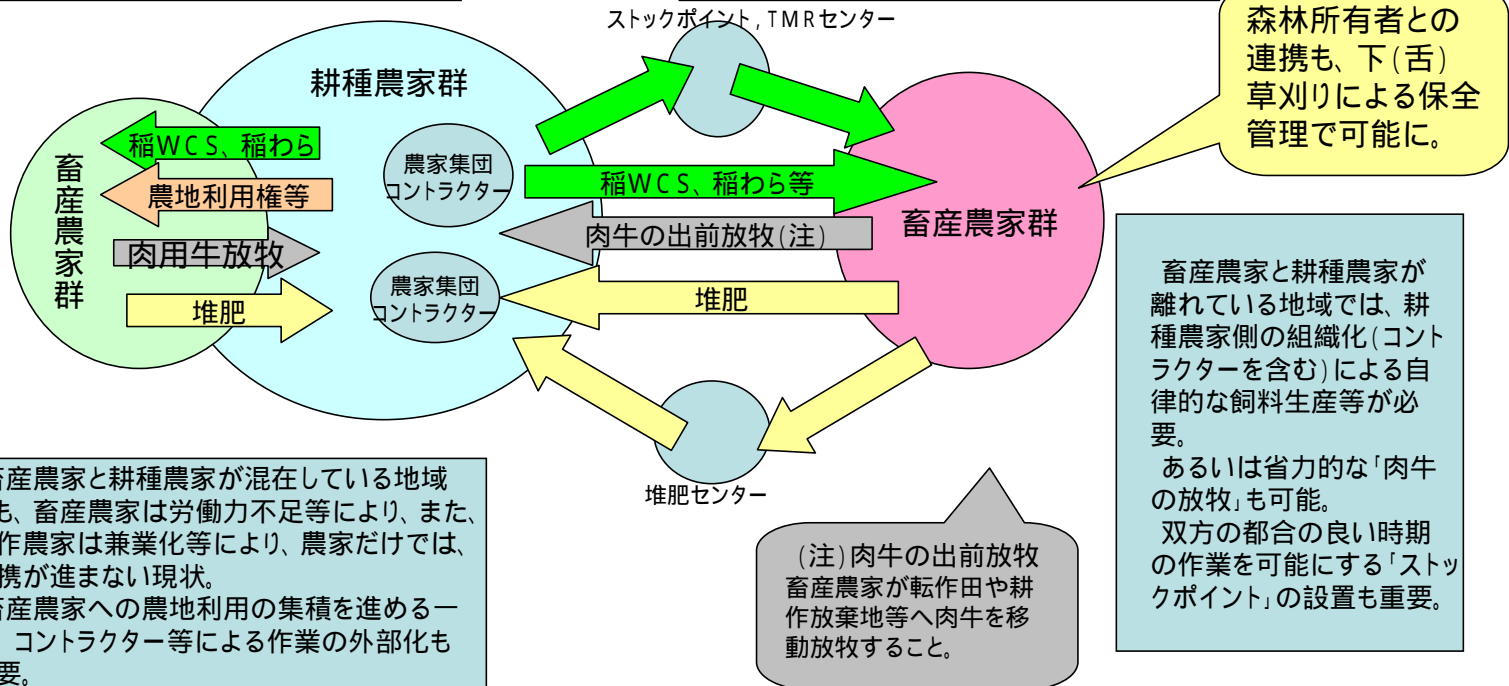 ストックポイント,TMRセンター
森林所有者との
連携も、下(舌)
草刈りによる保全
管理で可能に。
耕種農家群
畜産農家群
稲WCS、稲わら
農地利用権等
肉用牛放牧
堆肥
農家集団
コントラクター
農家集団
コントラクター
稲WCS、稲わら等
肉牛の出前放牧(注)
堆肥
畜産農家群
堆肥センター
畜産農家と耕種農家が
離れている地域では、耕
種農家側の組織化(コント
ラクターを含む)による自
律的な飼料生産等が必
要。
あるいは省力的な「肉牛
の放牧」も可能。
双方の都合の良い時期
の作業を可能にする「ストッ
クポイント」の設置も重要。
産農家と耕種農家が混在している地域
も、畜産農家は労働力不足等により、また、
作農家は兼業化等により、農家だけでは、
携が進まない現状。
産農家への農地利用の集積を進める一
コントラクター等による作業の外部化も
要。
(注)肉牛の出前放牧
畜産農家が転作田や耕
作放棄地等へ肉牛を移
動放牧すること。